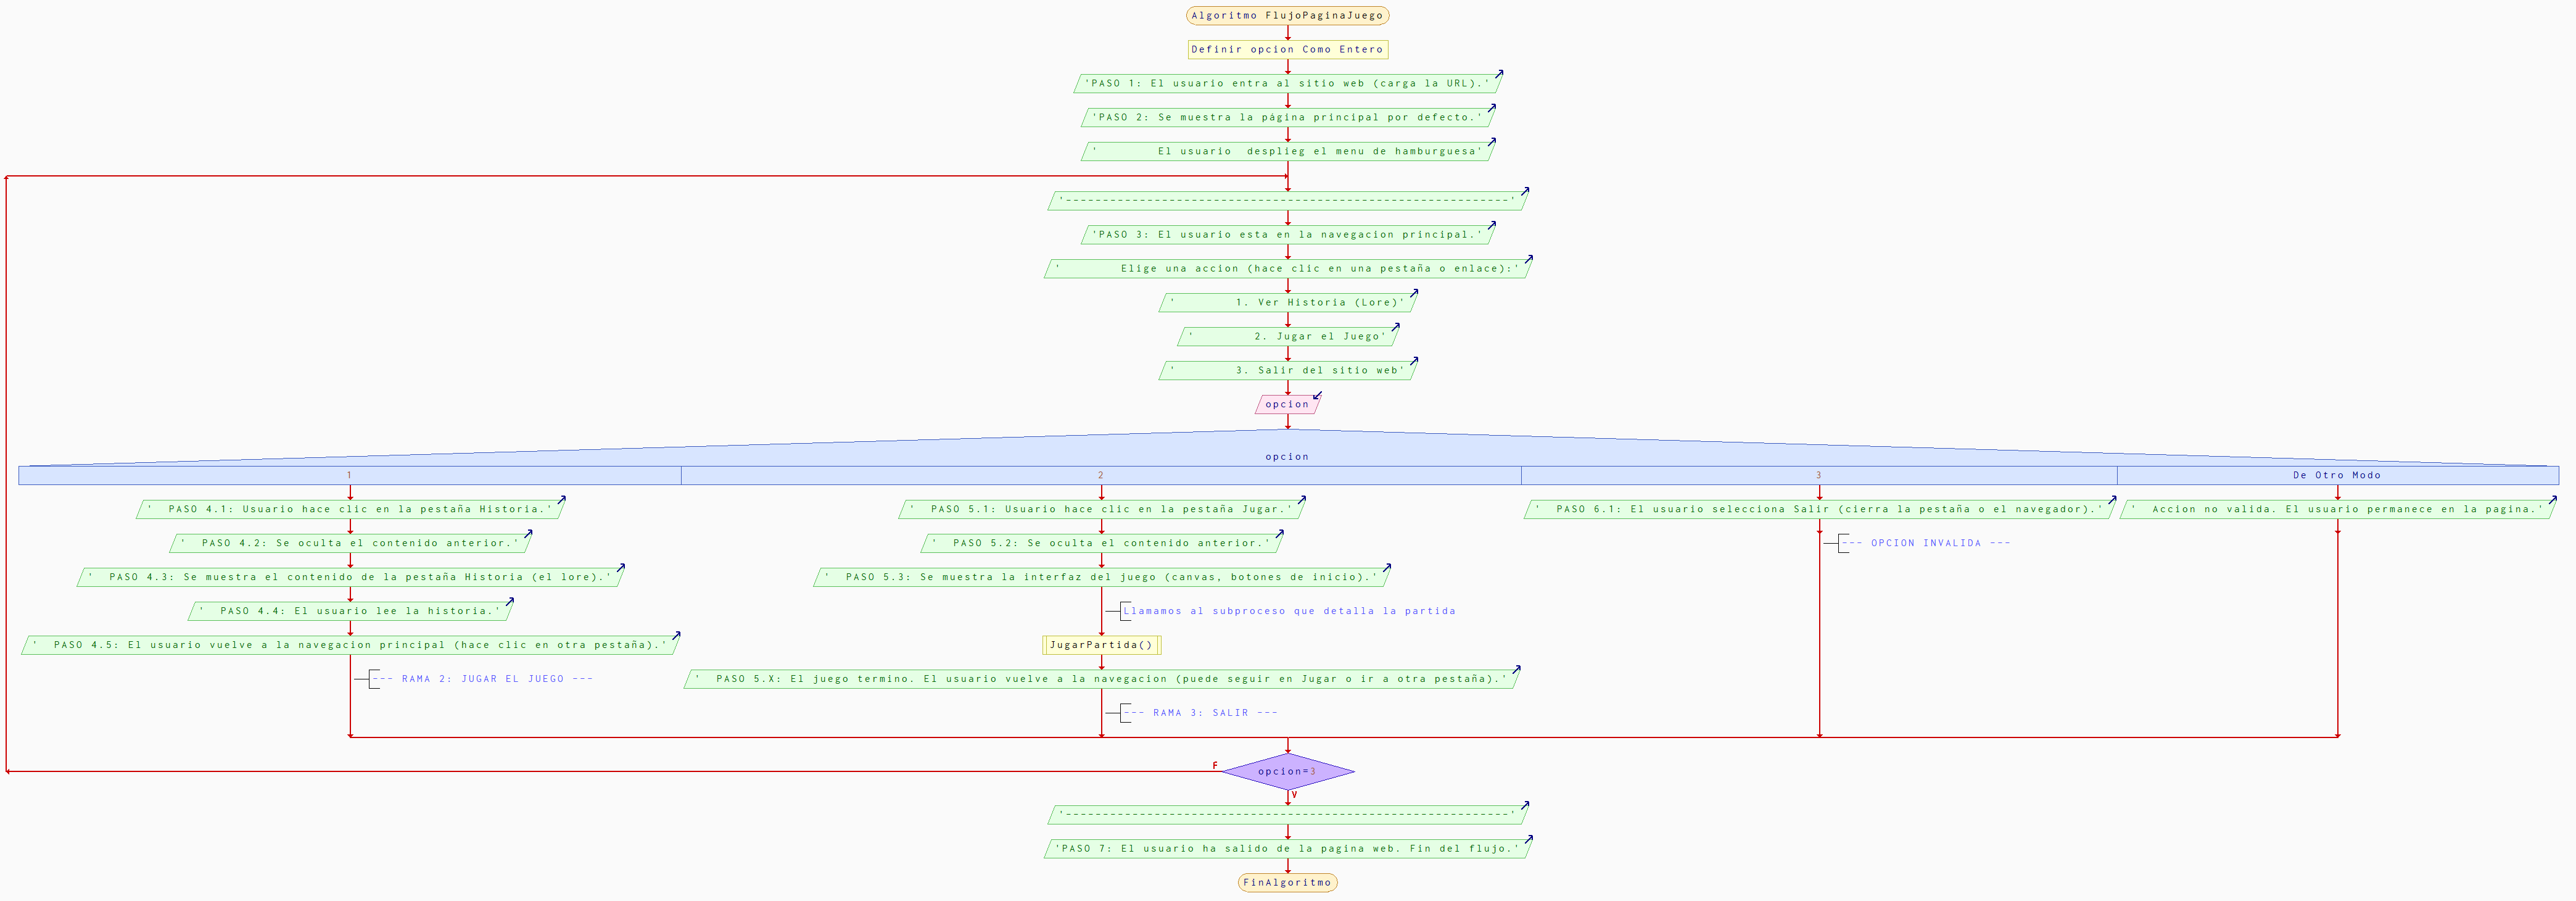 Algoritmo FlujoPaginaJuego
Definir opcion Como Entero
'PASO 1: El usuario entra al sitio web (carga la URL).'
'PASO 2: Se muestra la página principal por defecto.'
'        El usuario  desplieg el menu de hamburguesa'
'------------------------------------------------------------'
'PASO 3: El usuario esta en la navegacion principal.'
'        Elige una accion (hace clic en una pestaña o enlace):'
'        1. Ver Historia (Lore)'
'        2. Jugar el Juego'
'        3. Salir del sitio web'
opcion
opcion
1
2
3
De Otro Modo
'  PASO 4.1: Usuario hace clic en la pestaña Historia.'
'  PASO 4.2: Se oculta el contenido anterior.'
'  PASO 4.3: Se muestra el contenido de la pestaña Historia (el lore).'
'  PASO 4.4: El usuario lee la historia.'
'  PASO 4.5: El usuario vuelve a la navegacion principal (hace clic en otra pestaña).'
--- RAMA 2: JUGAR EL JUEGO ---
'  PASO 5.1: Usuario hace clic en la pestaña Jugar.'
'  PASO 5.2: Se oculta el contenido anterior.'
'  PASO 5.3: Se muestra la interfaz del juego (canvas, botones de inicio).'
Llamamos al subproceso que detalla la partida
JugarPartida()
'  PASO 5.X: El juego termino. El usuario vuelve a la navegacion (puede seguir en Jugar o ir a otra pestaña).'
--- RAMA 3: SALIR ---
'  PASO 6.1: El usuario selecciona Salir (cierra la pestaña o el navegador).'
--- OPCION INVALIDA ---
'  Accion no valida. El usuario permanece en la pagina.'
opcion=3
F
V
'------------------------------------------------------------'
'PASO 7: El usuario ha salido de la pagina web. Fin del flujo.'
FinAlgoritmo